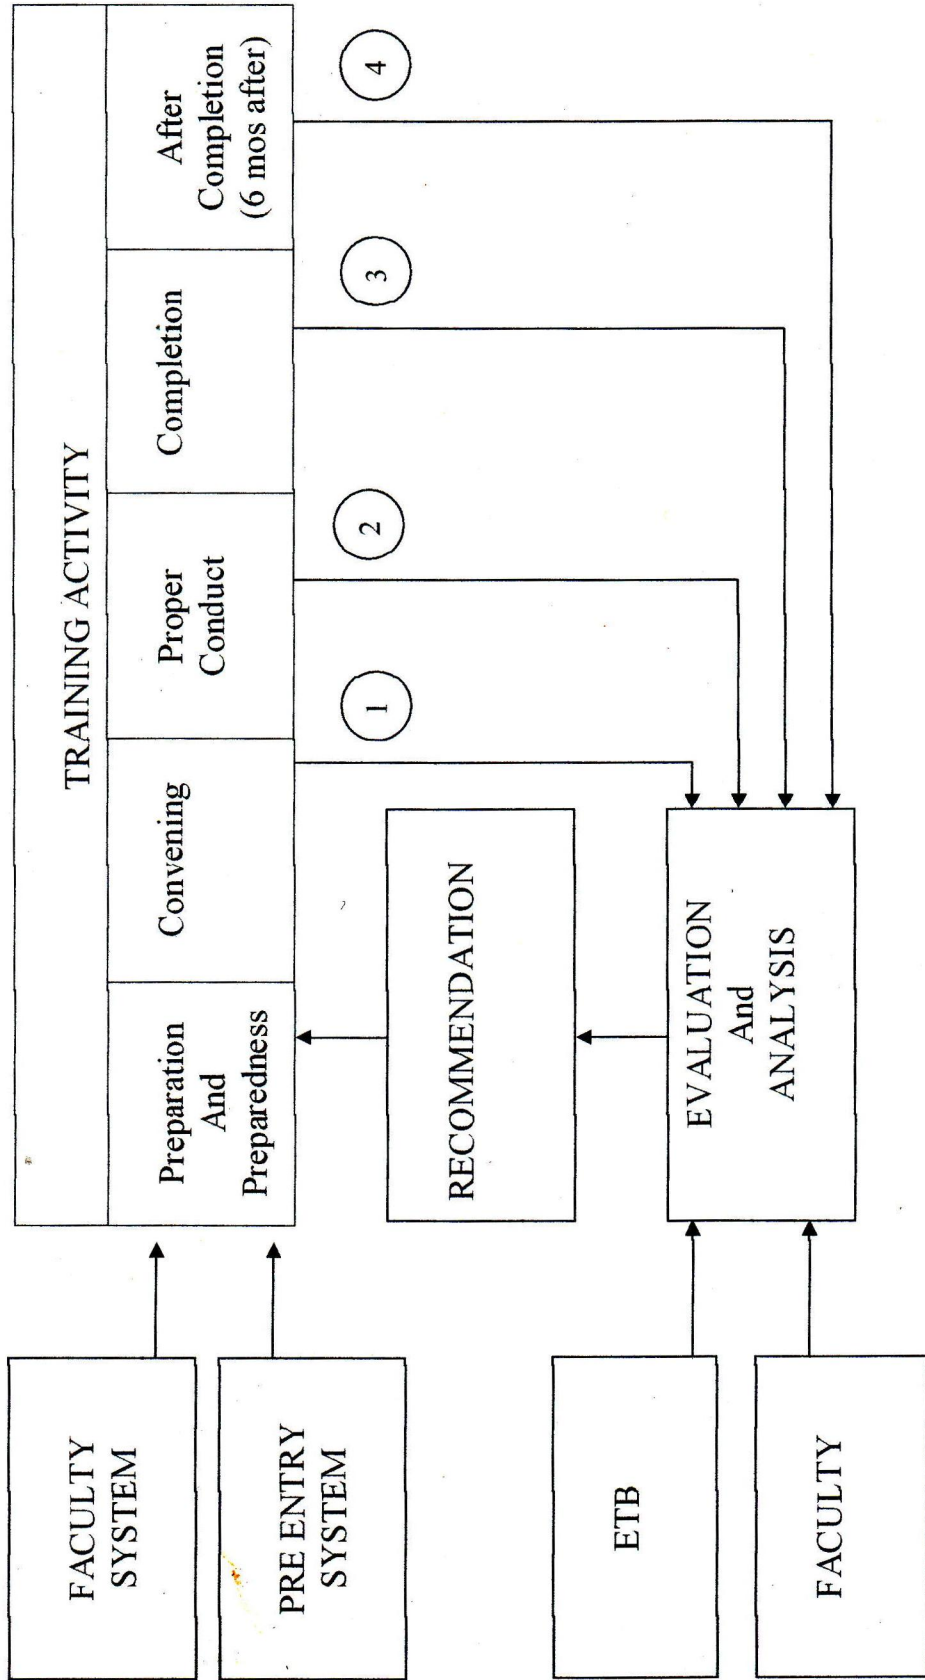 TRAINING ACTIVITY
Preparation
And
Preparedness
Convening
Proper
Conduct
Completion
After
Completion
(6 mos after)
1
2
3
4
FACULTY
SYSTEM
PRE ENTRY
SYSTEM
RECOMMENDATION
ETB
FACULTY
EVALUATION
And
ANALYSIS